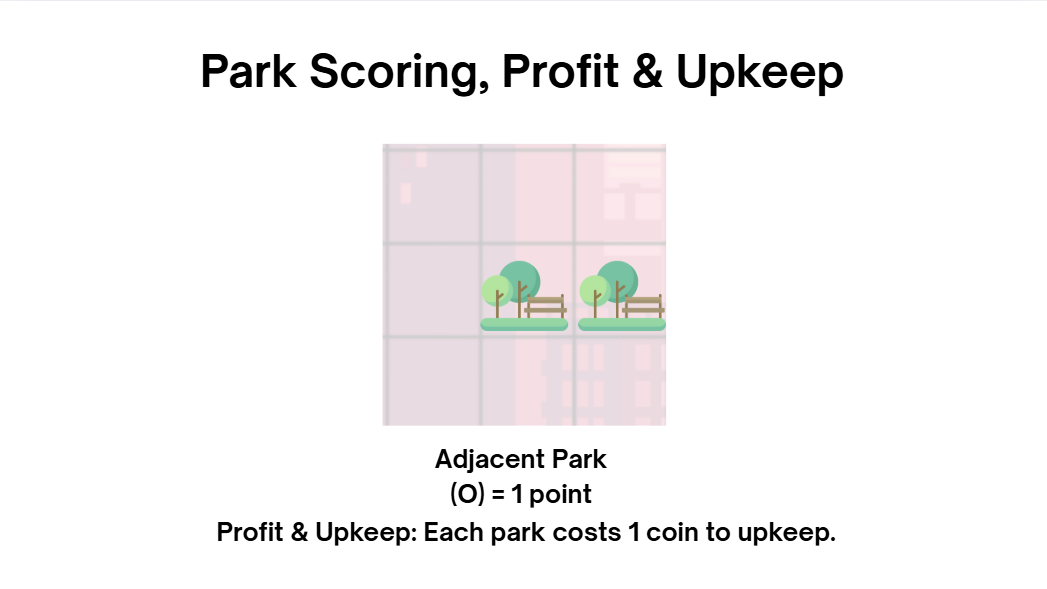 Park Scoring, Profit & Upkeep
Adjacent Park
(O) = 1 point
Profit & Upkeep: Each park costs 1 coin to upkeep.